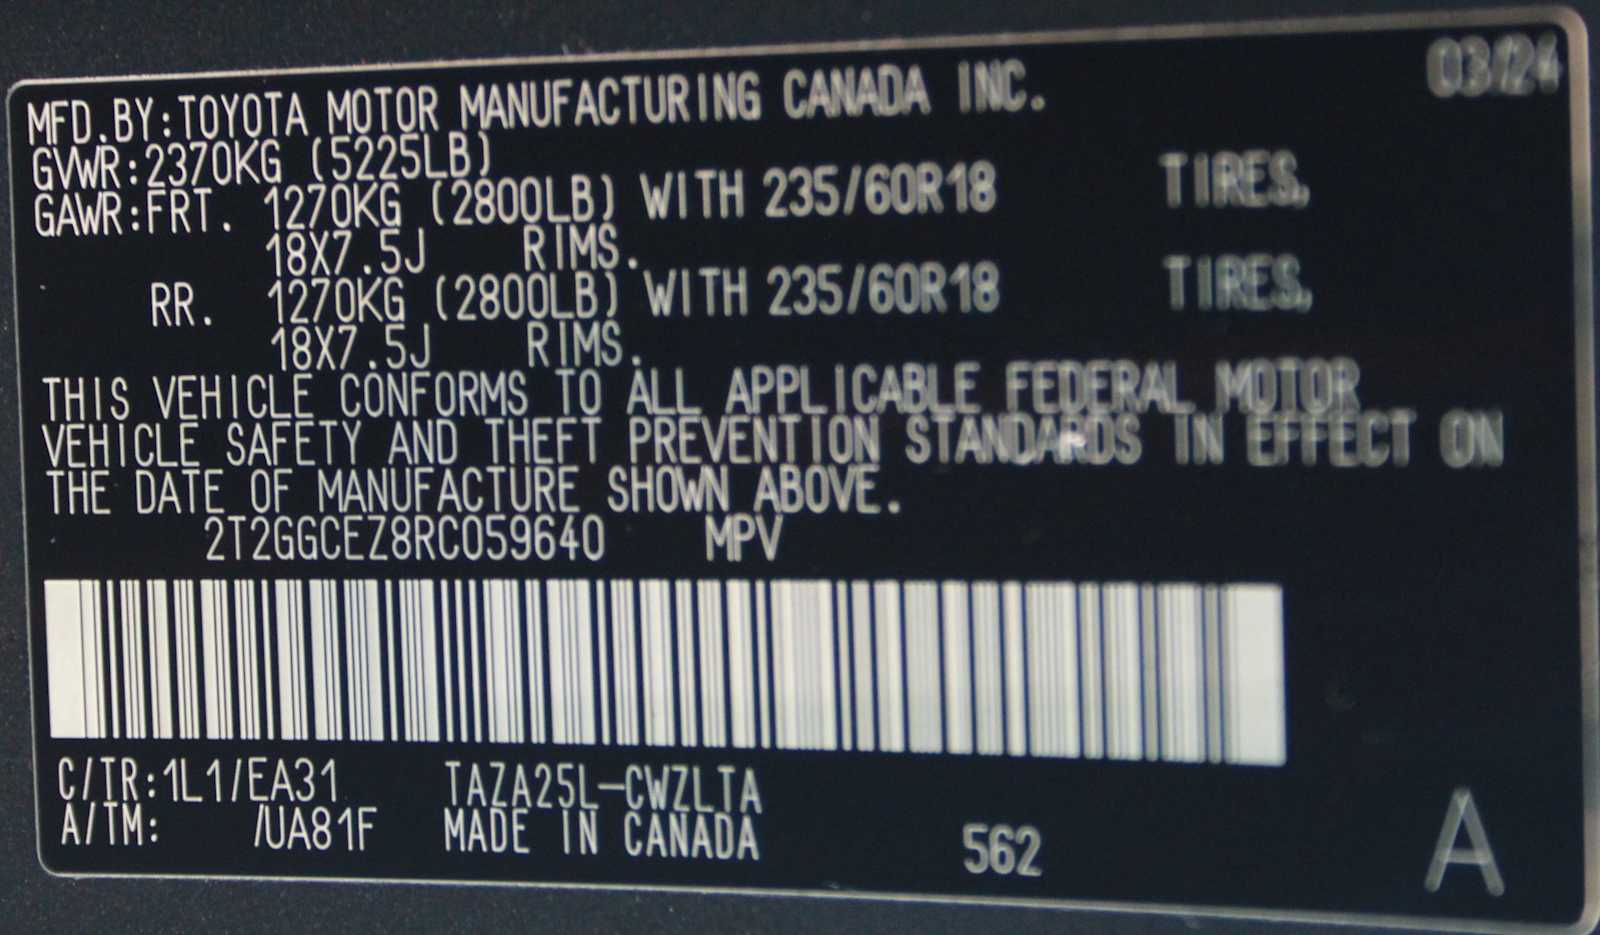 03/24
MFD.BY:TOYOTA MOTOR MANUFACTURING CANADA INC.
GVWR:2370KG (5225LB)
GAWR:FRT. 1270KG (2800LB) WITH 235/60R18 TIRES,
18X7.5J RIMS.
RR. 1270KG (2800LB) WITH 235/60R18 TIRES,
18X7.5J RIMS.
THIS VEHICLE CONFORMS TO ALL APPLICABLE FEDERAL MOTOR
VEHICLE SAFETY AND THEFT PREVENTION STANDARDS IN EFFECT ON
THE DATE OF MANUFACTURE SHOWN ABOVE.
2T2GGCEZ8RC059640 MPV
C/TR:1L1/EA31 TAZA25L-CWZLTA
A/TM: /UA81F MADE IN CANADA 562 A